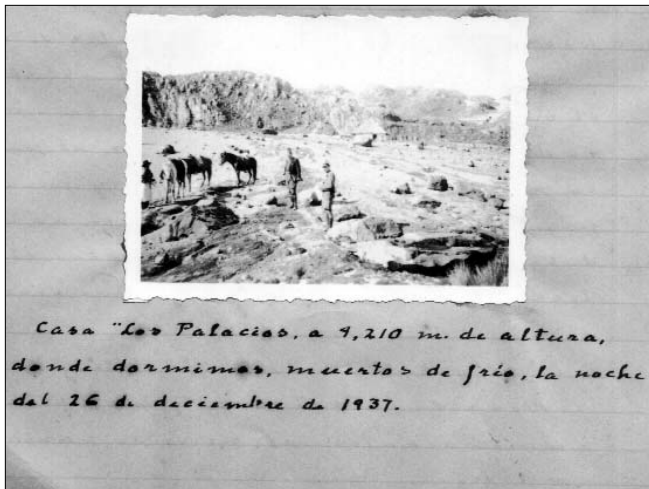 Casa "Los Palacios, a 4,210 m. de altura,
donde dormimos, muertos de frío, la noche
del 26 de deciembre de 1937.